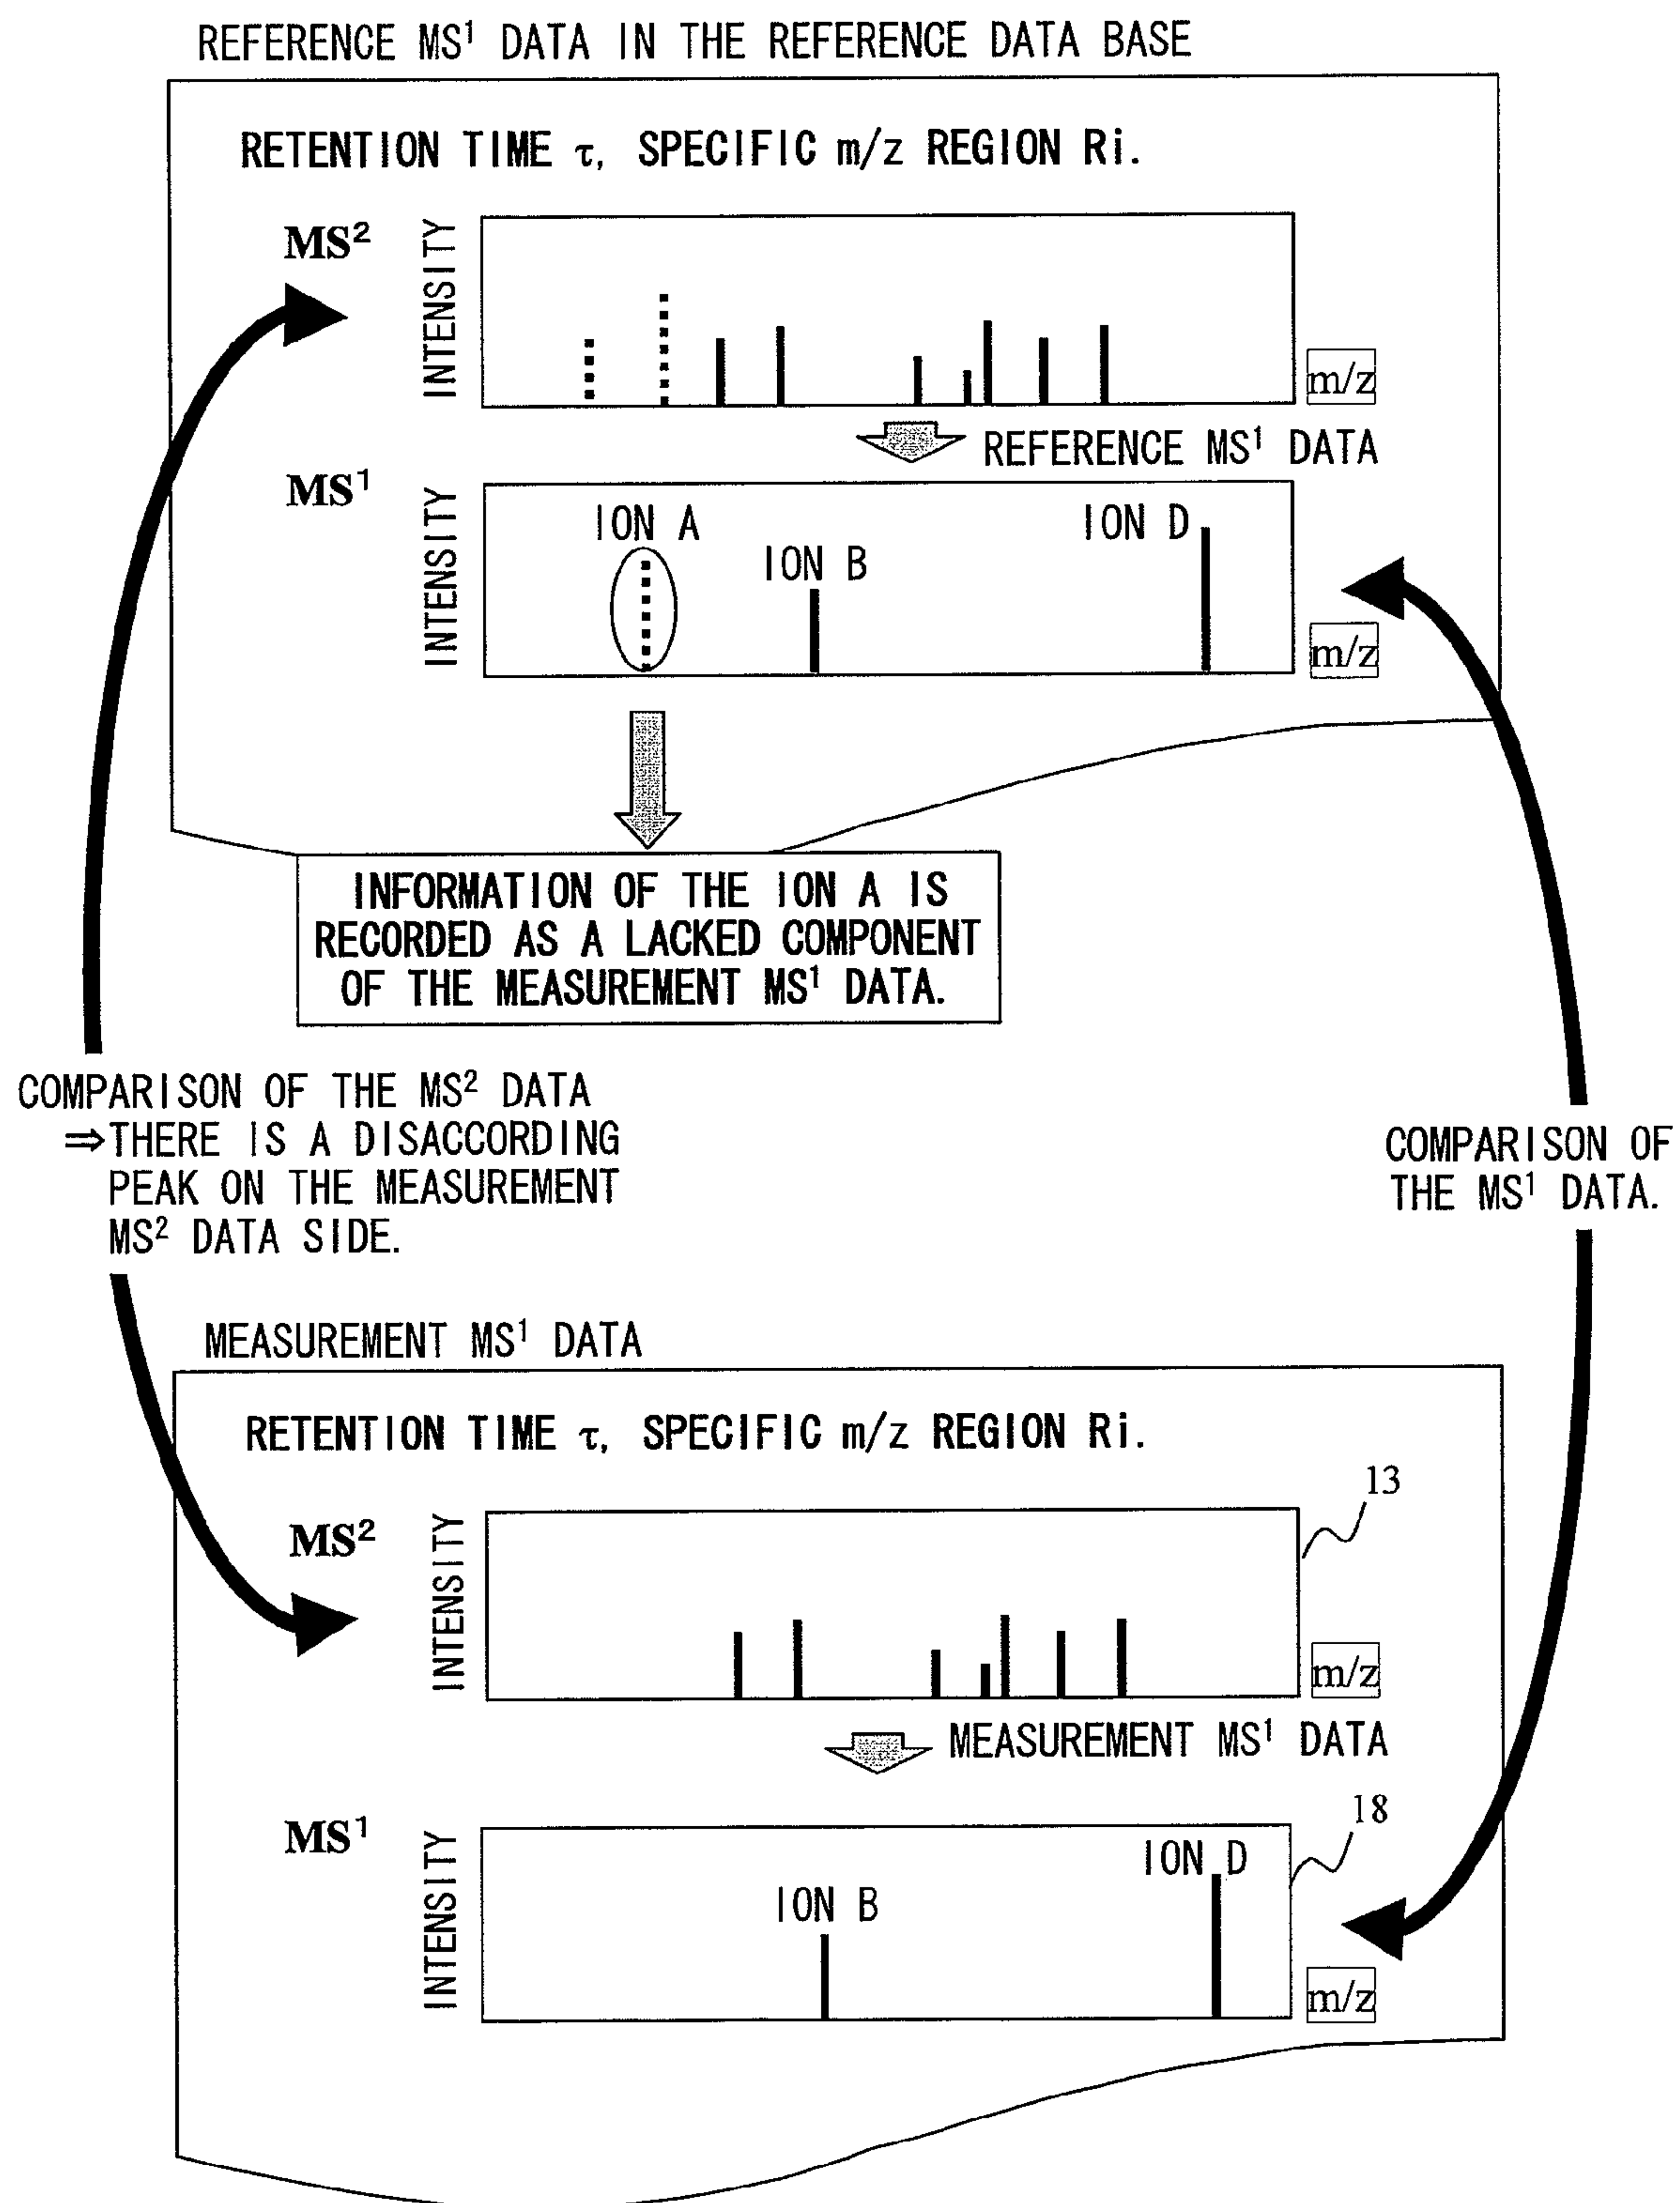 REFERENCE MS¹ DATA IN THE REFERENCE DATA BASE
RETENTION TIME τ, SPECIFIC m/z REGION Ri.
MS²
INTENSITY
m/z
REFERENCE MS¹ DATA
MS¹
INTENSITY
ION A
ION B
ION D
m/z
INFORMATION OF THE ION A IS
RECORDED AS A LACKED COMPONENT
OF THE MEASUREMENT MS¹ DATA.
COMPARISON OF THE MS² DATA
⇒THERE IS A DISACCORDING
PEAK ON THE MEASUREMENT
MS² DATA SIDE.
COMPARISON OF
THE MS¹ DATA.
MEASUREMENT MS¹ DATA
RETENTION TIME τ, SPECIFIC m/z REGION Ri.
13
MS²
INTENSITY
m/z
MEASUREMENT MS¹ DATA
18
MS¹
INTENSITY
ION B
ION D
m/z